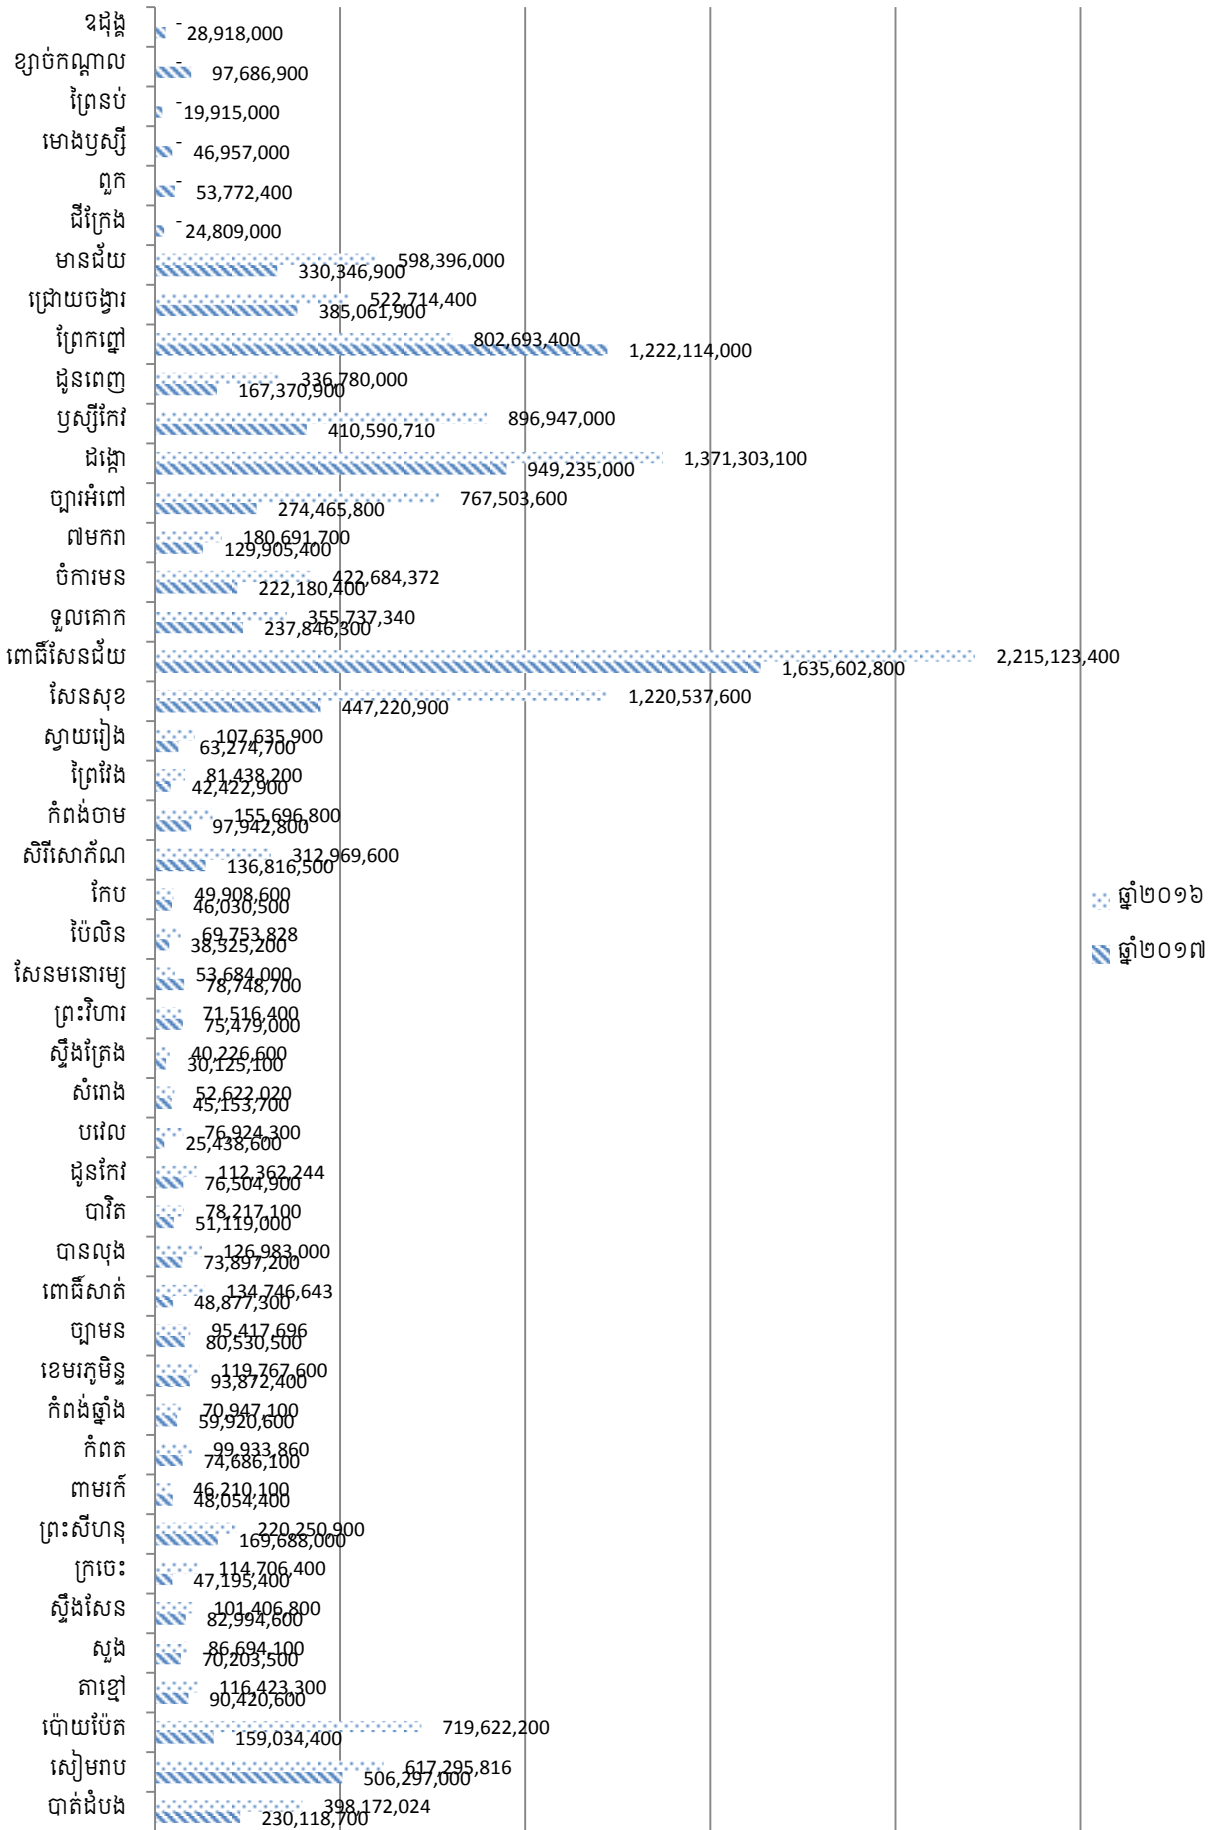 ឧដុង្គ
-
28,918,000
ខ្សាច់កណ្តាល
-
97,686,900
ព្រៃនប់
-
19,915,000
មោងឫស្សី
-
46,957,000
ពួក
-
53,772,400
ជីក្រែង
-
24,809,000
មានជ័យ
598,396,000
330,346,900
ជ្រោយចង្វារ
522,714,400
385,061,900
ព្រែកព្នៅ
802,693,400
1,222,114,000
ដូនពេញ
336,780,000
167,370,900
ឫស្សីកែវ
896,947,000
410,590,710
ដង្កោ
1,371,303,100
949,235,000
ច្បារអំពៅ
767,503,600
274,465,800
៧មករា
180,691,700
129,905,400
ចំការមន
422,684,372
222,180,400
ទួលគោក
355,737,340
237,846,300
ពោធិ៍សែនជ័យ
2,215,123,400
1,635,602,800
សែនសុខ
1,220,537,600
447,220,900
ស្វាយរៀង
107,635,900
63,274,700
ព្រៃវែង
81,438,200
42,422,900
កំពង់ចាម
155,696,800
97,942,800
សិរីសោភ័ណ
312,969,600
136,816,500
កែប
49,908,600
46,030,500
ប៉ៃលិន
69,753,828
38,325,200
សែនមនោរម្យ
53,684,000
78,748,700
ព្រះវិហារ
71,516,400
75,479,000
ស្ទឹងត្រែង
40,226,600
30,125,100
សំរោង
52,622,020
45,153,700
បវេល
76,924,300
25,438,600
ដូនកែវ
112,362,244
76,504,900
បាវិត
78,217,100
51,119,000
បានលុង
126,983,000
73,897,200
ពោធិ៍សាត់
134,746,643
48,877,300
ច្បាមន
95,417,696
80,530,500
ខេមរភូមិន្ទ
119,767,600
93,872,400
កំពង់ឆ្នាំង
70,947,100
59,920,600
កំពត
99,933,860
74,686,100
ពាមរក៍
46,210,100
48,054,400
ព្រះសីហនុ
220,250,900
169,688,000
ក្រចេះ
114,706,400
47,195,400
ស្ទឹងសែន
101,406,800
82,994,600
សួង
86,694,100
70,203,500
តាខ្មៅ
116,423,300
90,420,600
ប៉ោយប៉ែត
719,622,200
159,034,400
សៀមរាប
617,295,816
506,297,000
បាត់ដំបង
398,172,024
230,118,700
ឆ្នាំ២០១៦
ឆ្នាំ២០១៧